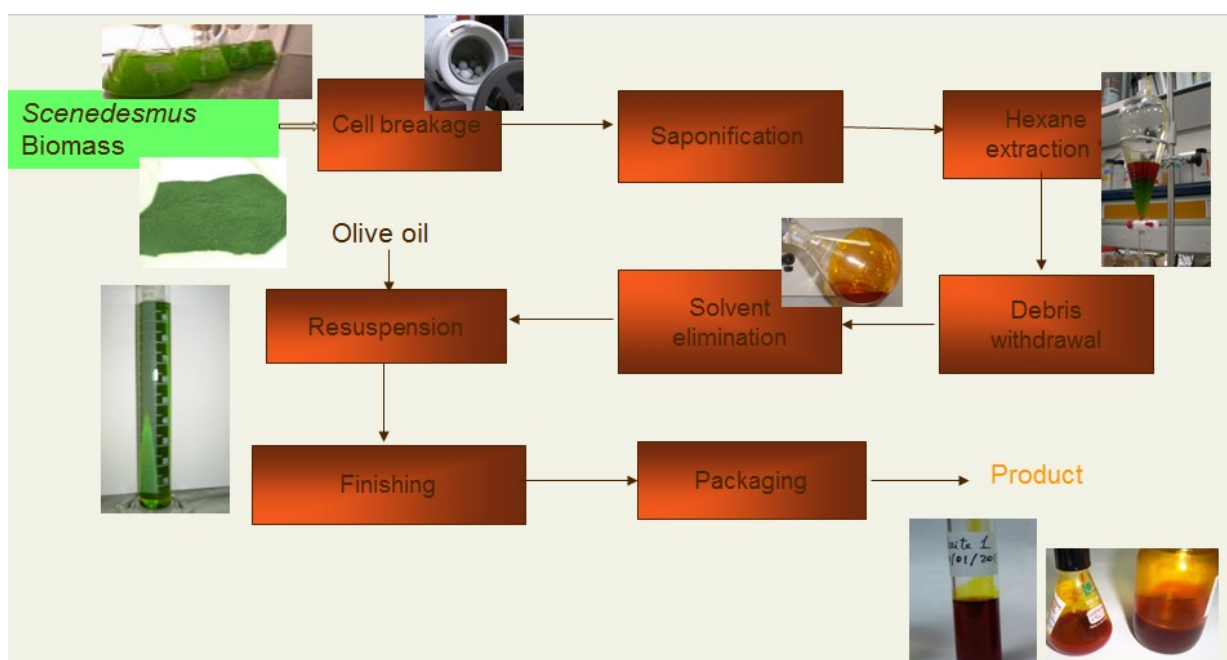 Scenedesmus
Biomass
Cell breakage
Saponification
Hexane
extraction *
Olive oil
Resuspension
Solvent
elimination
Debris
withdrawal
Finishing
Packaging
Product